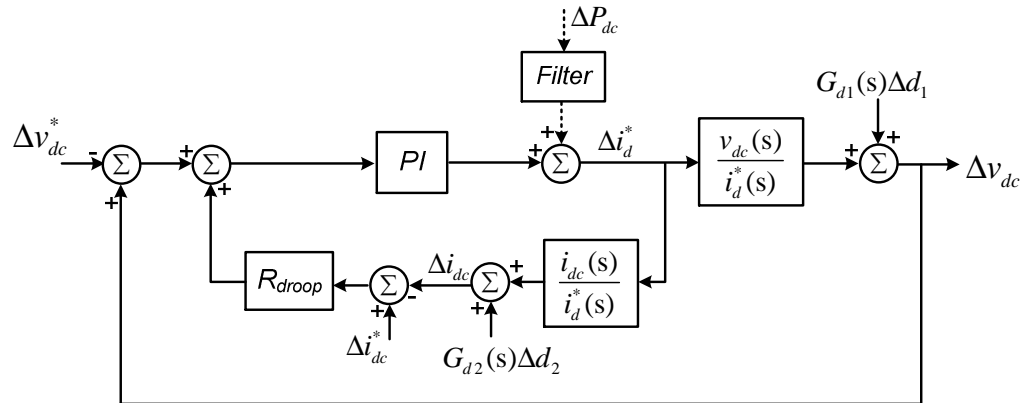 ΔP_dc
Filter
G_d1(s)Δd_1
Δv*_dc
- Σ +
+ Σ +
PI
+ Σ +
Δi*_d
v_dc(s)
i*_d(s)
+ Σ +
Δv_dc
R_droop
Σ - +
Δi_dc
Σ + +
i_dc(s)
i*_d(s)
Δi*_dc
G_d2(s)Δd_2